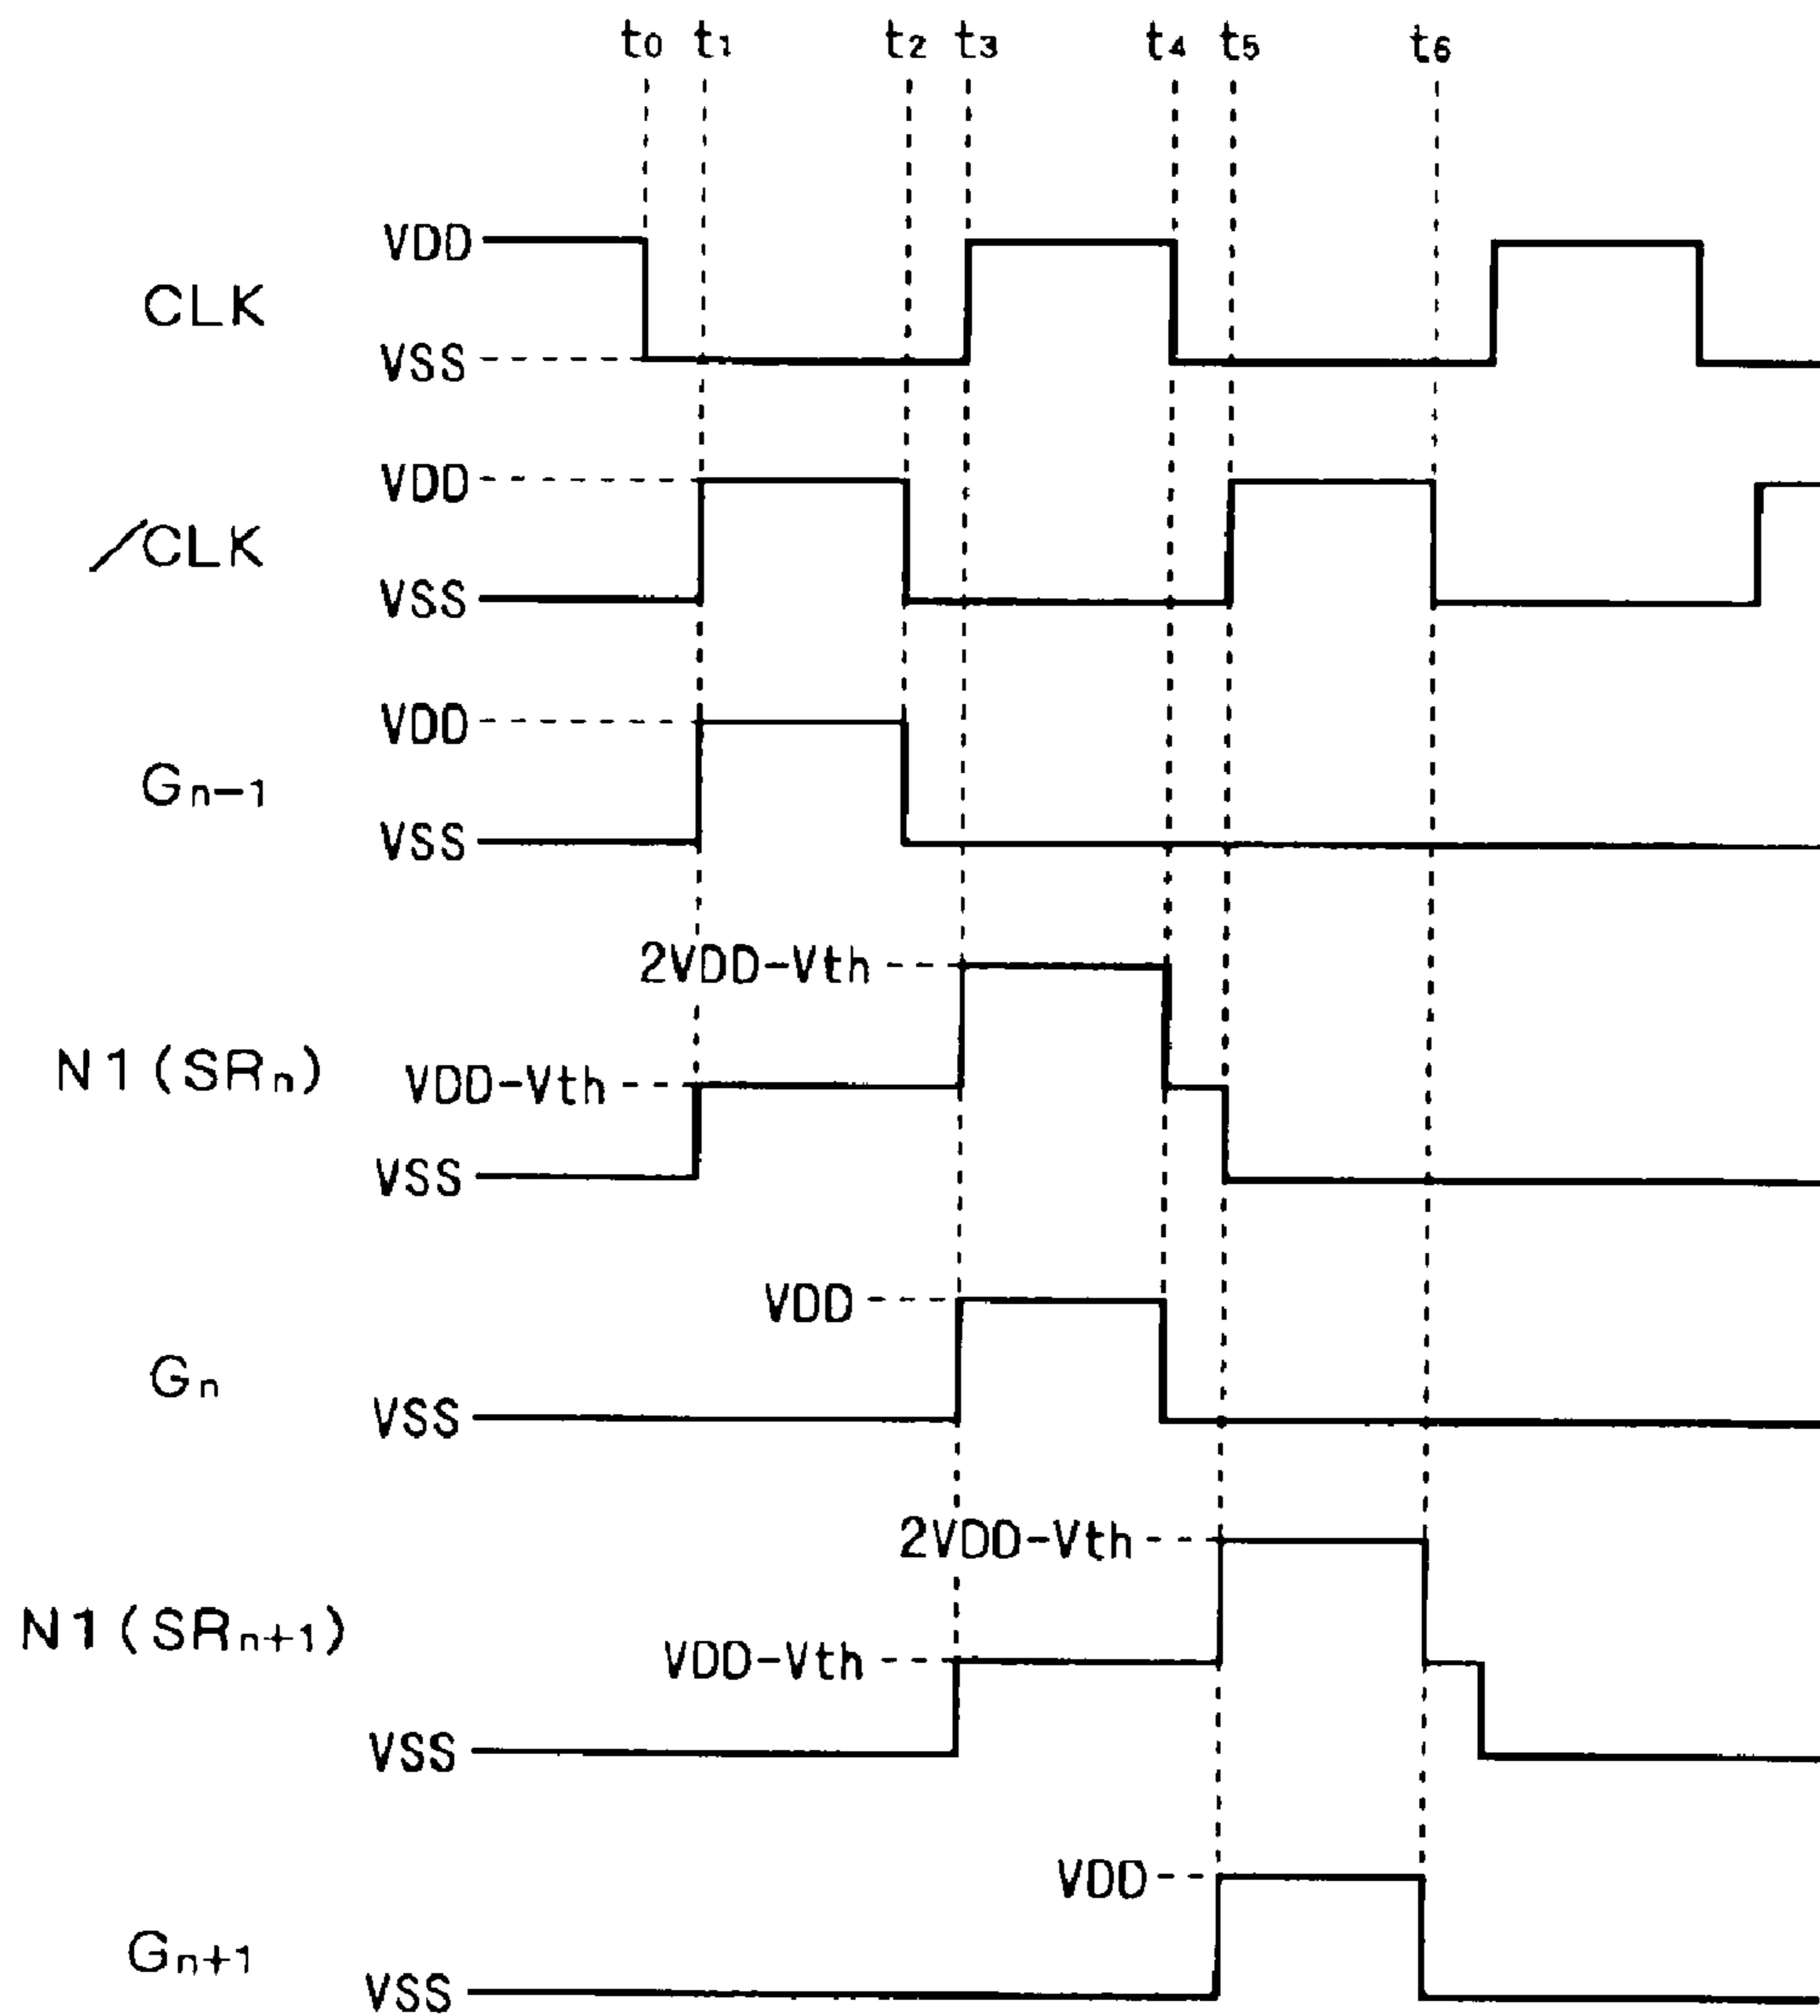 t0 t1 t2 t3 t4 t5 t6
VDD
CLK
VSS
VDD
/CLK
VSS
VDD
Gn-1
VSS
2VDD-Vth
N1(SRn) VDD-Vth
VSS
VDD
Gn
VSS
2VDD-Vth
N1(SRn+1)
VDD-Vth
VSS
VDD
Gn+1
VSS